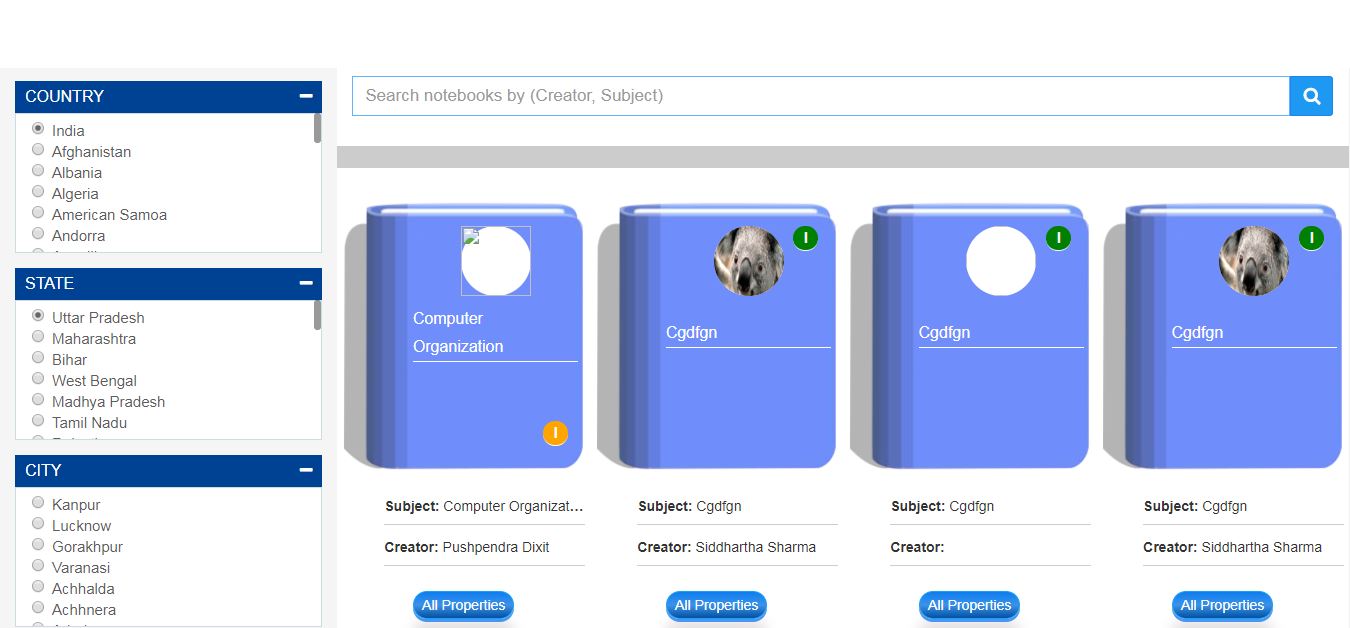 COUNTRY
India
Afghanistan
Albania
Algeria
American Samoa
Andorra
STATE
Uttar Pradesh
Maharashtra
Bihar
West Bengal
Madhya Pradesh
Tamil Nadu
CITY
Kanpur
Lucknow
Gorakhpur
Varanasi
Achhalda
Achhnera
Search notebooks by (Creator, Subject)
Computer
Organization
I
Subject: Computer Organizat...
Creator: Pushpendra Dixit
All Properties
I
Cgdfgn
Subject: Cgdfgn
Creator: Siddhartha Sharma
All Properties
I
Cgdfgn
Subject: Cgdfgn
Creator:
All Properties
I
Cgdfgn
Subject: Cgdfgn
Creator: Siddhartha Sharma
All Properties